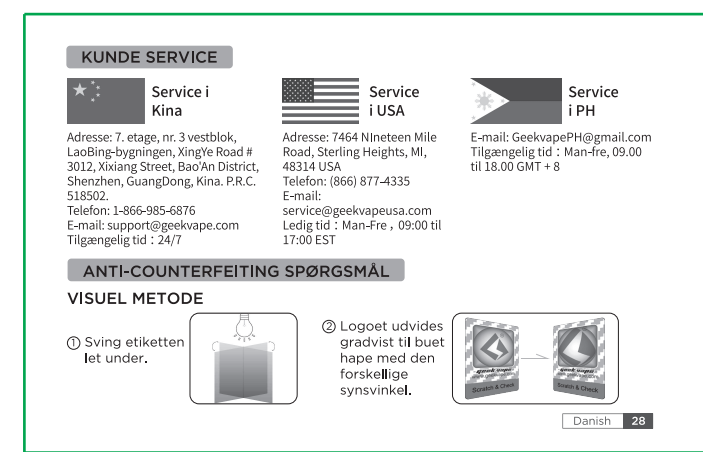 KUNDE SERVICE
Service i
Kina
Adresse: 7. etage, nr. 3 vestblok,
LaoBing-bygningen, XingYe Road #
3012, Xixiang Street, Bao'An District,
Shenzhen, GuangDong, Kina. P.R.C.
518502.
Telefon: 1-866-985-6876
E-mail: support@geekvape.com
Tilgængelig tid：24/7
Service
i USA
Adresse: 7464 NIneteen Mile
Road, Sterling Heights, MI,
48314 USA
Telefon: (866) 877-4335
E-mail:
service@geekvapeusa.com
Ledig tid：Man-Fre，09:00 til
17:00 EST
Service
i PH
E-mail: GeekvapePH@gmail.com
Tilgængelig tid：Man-fre, 09.00
til 18.00 GMT + 8
ANTI-COUNTERFEITING SPØRGSMÅL
VISUEL METODE
① Sving etiketten
let under.
② Logoet udvides
gradvist til buet
hape med den
forskellige
synsvinkel.
geek vape
Scratch & Check
geek vape
Scratch & Check
Danish 28